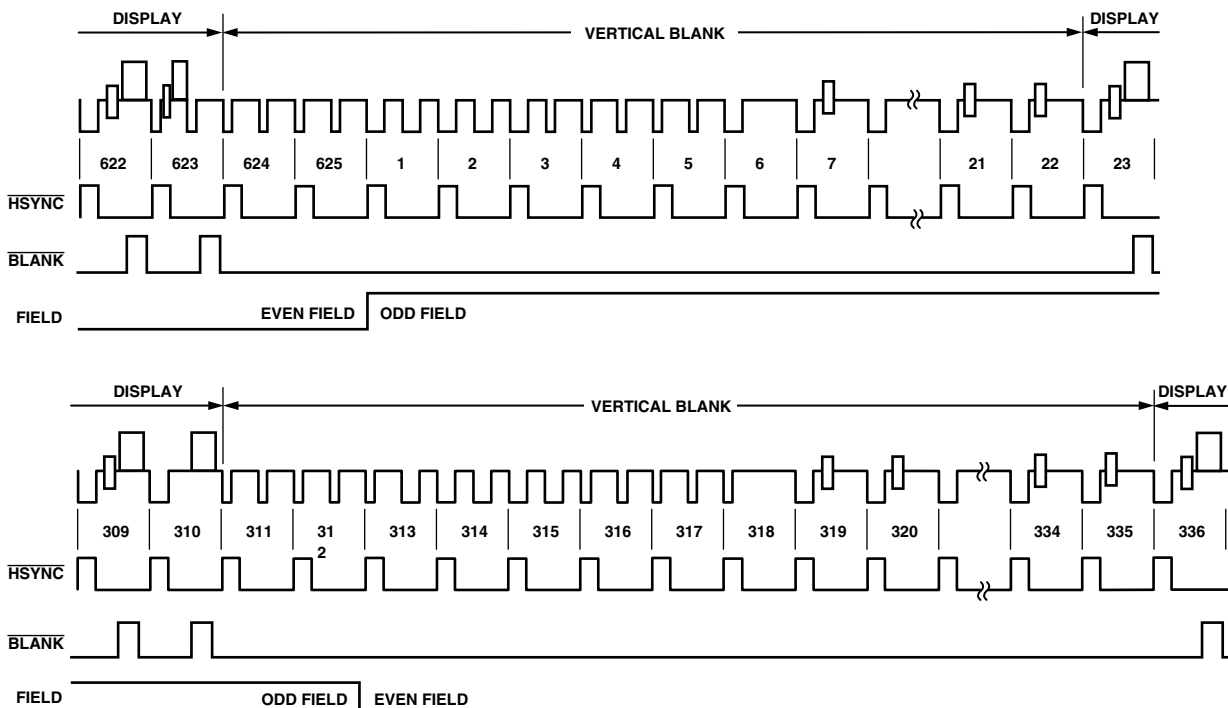 DISPLAY VERTICAL BLANK DISPLAY
622 623 624 625 1 2 3 4 5 6 7 21 22 23
HSYNC
BLANK
FIELD EVEN FIELD ODD FIELD
DISPLAY VERTICAL BLANK DISPLAY
309 310 311 31 313 314 315 316 317 318 319 320 334 335 336
2
HSYNC
BLANK
FIELD ODD FIELD EVEN FIELD